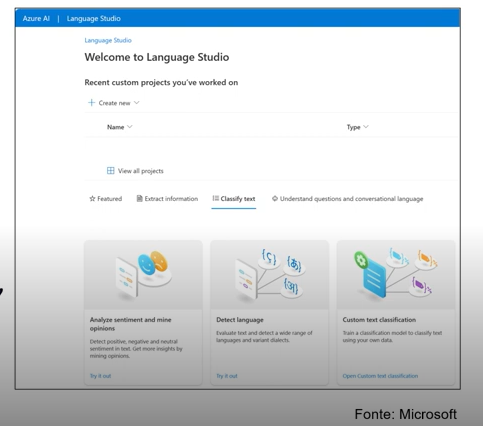 Azure AI | Language Studio
Language Studio
Welcome to Language Studio
Recent custom projects you've worked on
+ Create new
Name
Type
View all projects
Featured
Extract information
Classify text
Understand questions and conversational language
Analyze sentiment and mine
opinions
Detect positive, negative and neutral
sentiment in text. Get more insights by
mining opinions.
Try it out
Detect language
Evaluate text and detect a wide range of
languages and variant dialects.
Try it out
Custom text classification
Train a classification model to classify text
using your own data.
Open Custom text classification
Fonte: Microsoft